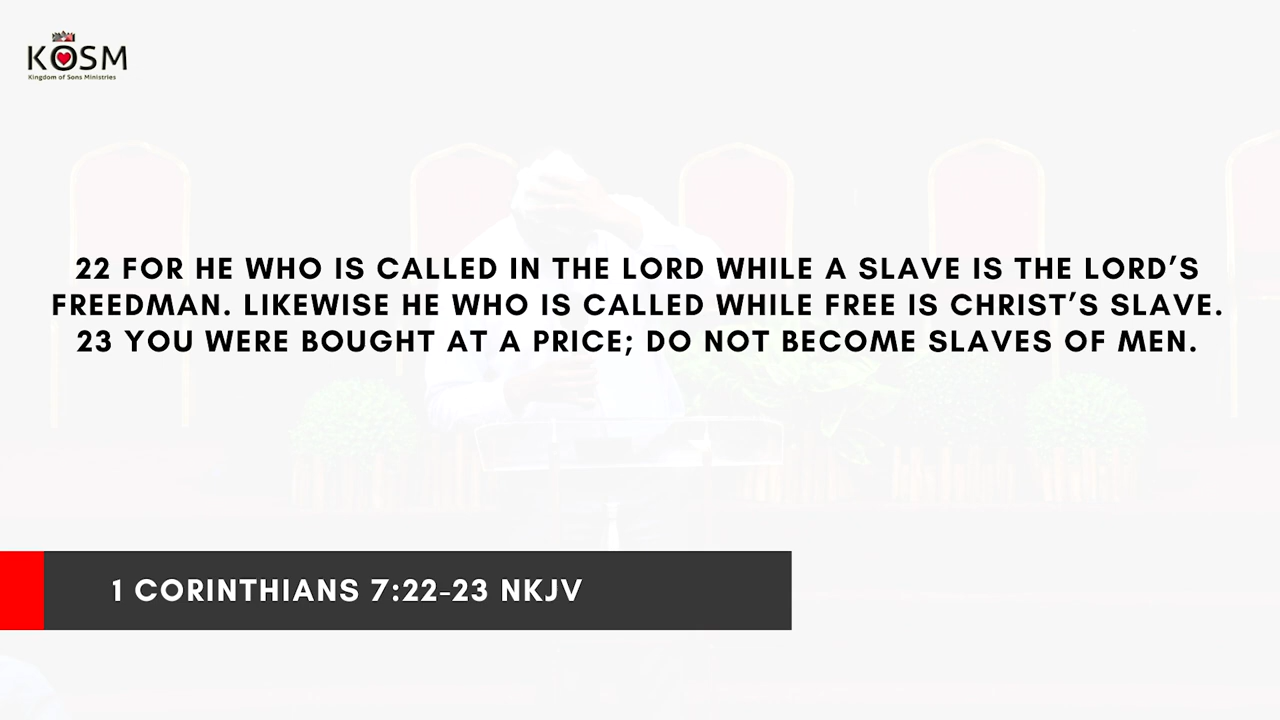 KOSM
Kingdom of Sons Ministries
22 FOR HE WHO IS CALLED IN THE LORD WHILE A SLAVE IS THE LORD’S
FREEDMAN. LIKEWISE HE WHO IS CALLED WHILE FREE IS CHRIST’S SLAVE.
23 YOU WERE BOUGHT AT A PRICE; DO NOT BECOME SLAVES OF MEN.
1 CORINTHIANS 7:22-23 NKJV